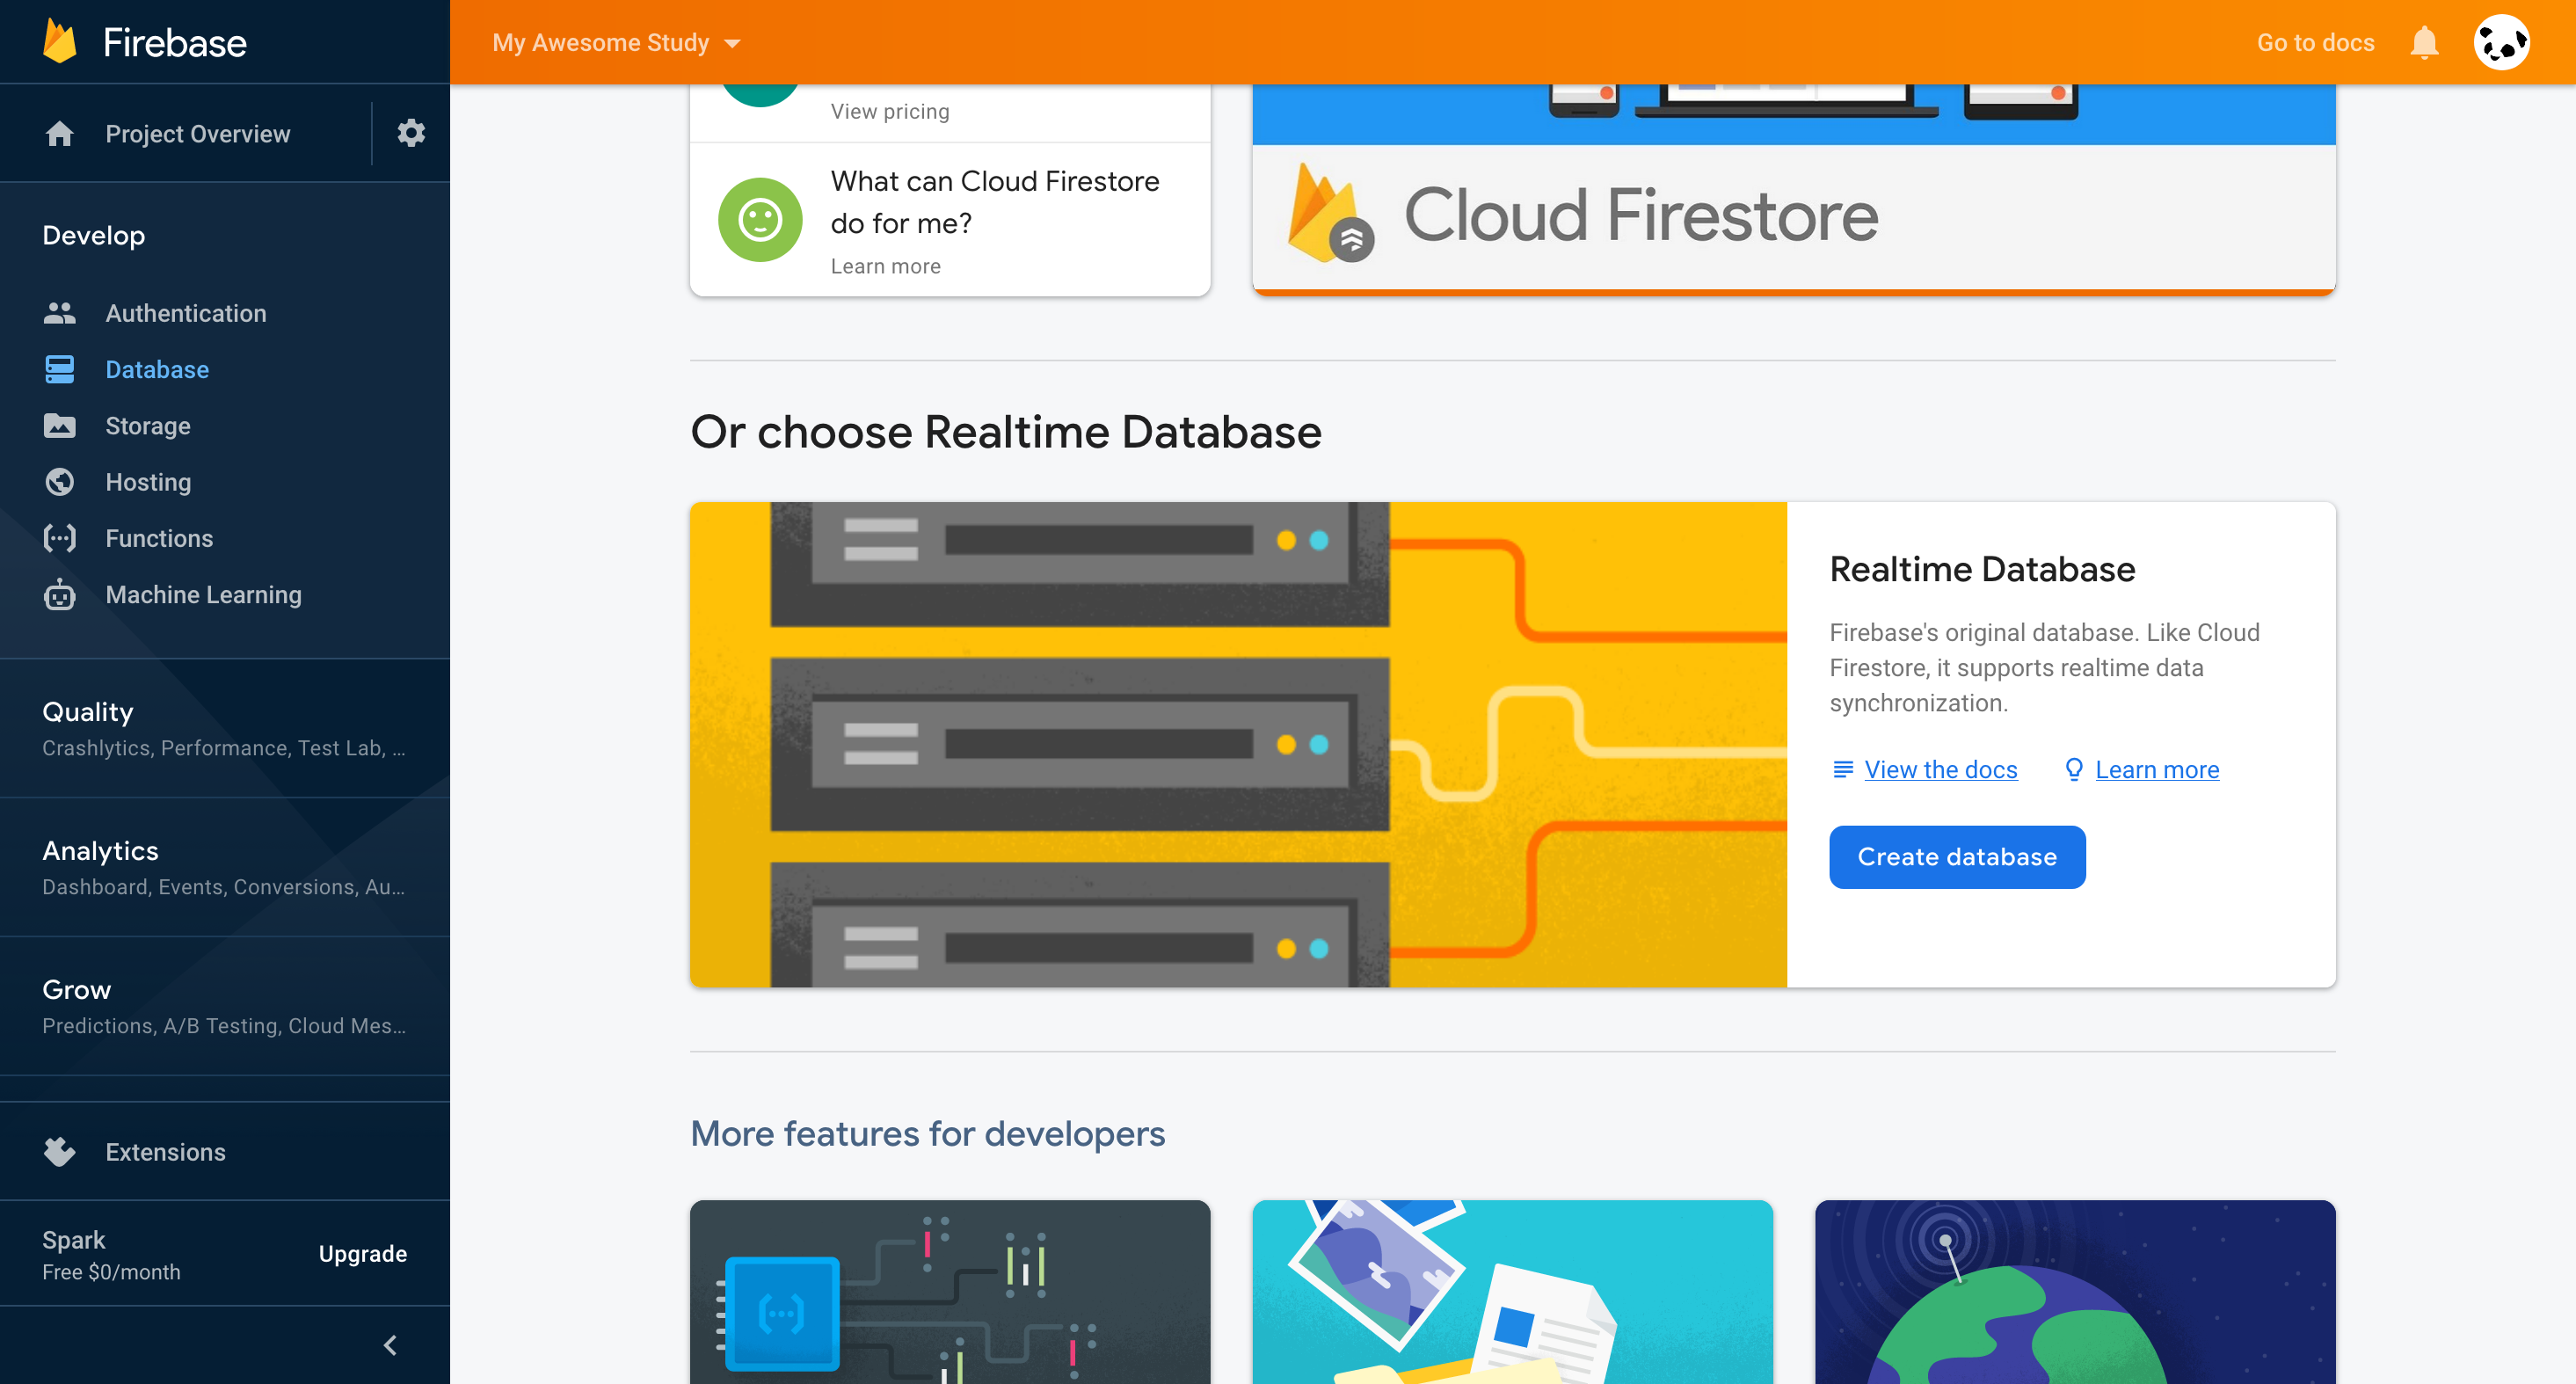 Firebase
My Awesome Study
Go to docs
Project Overview
Develop
Authentication
Database
Storage
Hosting
Functions
Machine Learning
Quality
Crashlytics, Performance, Test Lab, ...
Analytics
Dashboard, Events, Conversions, Au...
Grow
Predictions, A/B Testing, Cloud Mes...
Extensions
Spark
Free $0/month
Upgrade
View pricing
What can Cloud Firestore
do for me?
Learn more
Cloud Firestore
Or choose Realtime Database
Realtime Database
Firebase's original database. Like Cloud
Firestore, it supports realtime data
synchronization.
View the docs
Learn more
Create database
More features for developers